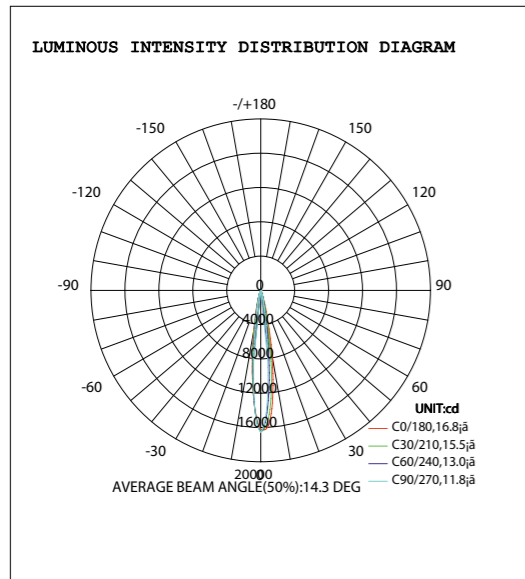 LUMINOUS INTENSITY DISTRIBUTION DIAGRAM
-/+180
-150
150
-120
120
-90
0
90
4000
8000
-60
60
12000
UNIT:cd
16000
C0/180,16.8¡ã
-30
30
C30/210,15.5¡ã
C60/240,13.0¡ã
20000
C90/270,11.8¡ã
0
AVERAGE BEAM ANGLE(50%):14.3 DEG